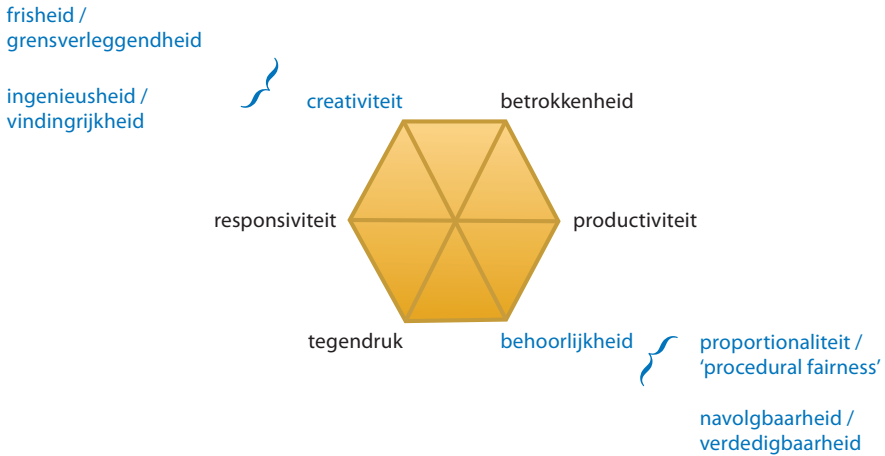 frisheid /
grensverleggendheid
ingenieusheid /
vindingrijkheid
creativiteit
betrokkenheid
responsiviteit
productiviteit
tegendruk
behoorlijkheid
proportionaliteit /
‘procedural fairness’
navolgbaarheid /
verdedigbaarheid